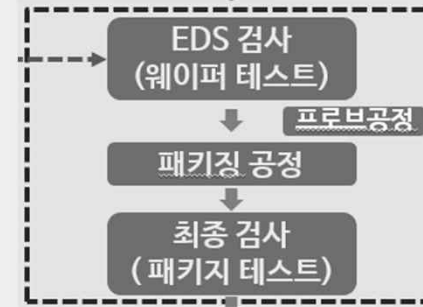 EDS 검사
(웨이퍼 테스트)
프로브공정
패키징 공정
최종 검사
( 패키지 테스트)